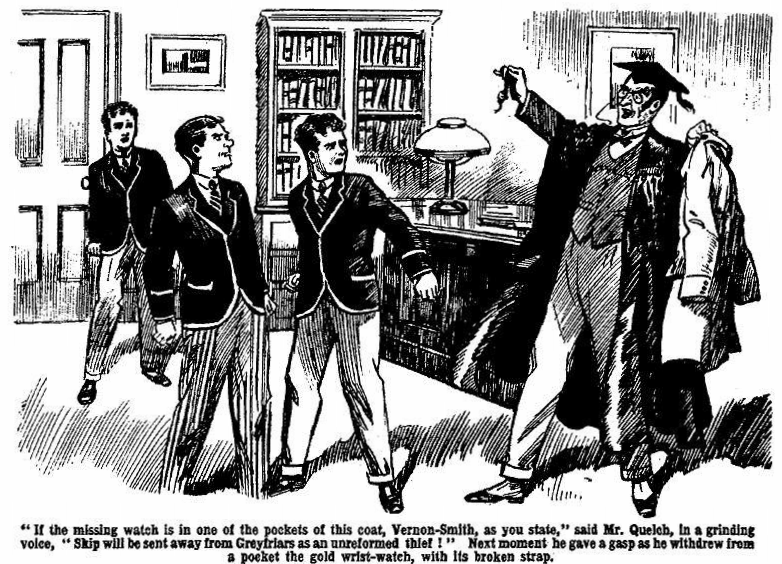 “ If the missing watch is in one of the pockets of this coat, Vernon-Smith, as you state,” said Mr. Quelch, in a grinding
voice, “ Skip will be sent away from Greyfriars as an unreformed thief ! ” Next moment he gave a gasp as he withdrew from
a pocket the gold wrist-watch, with its broken strap.